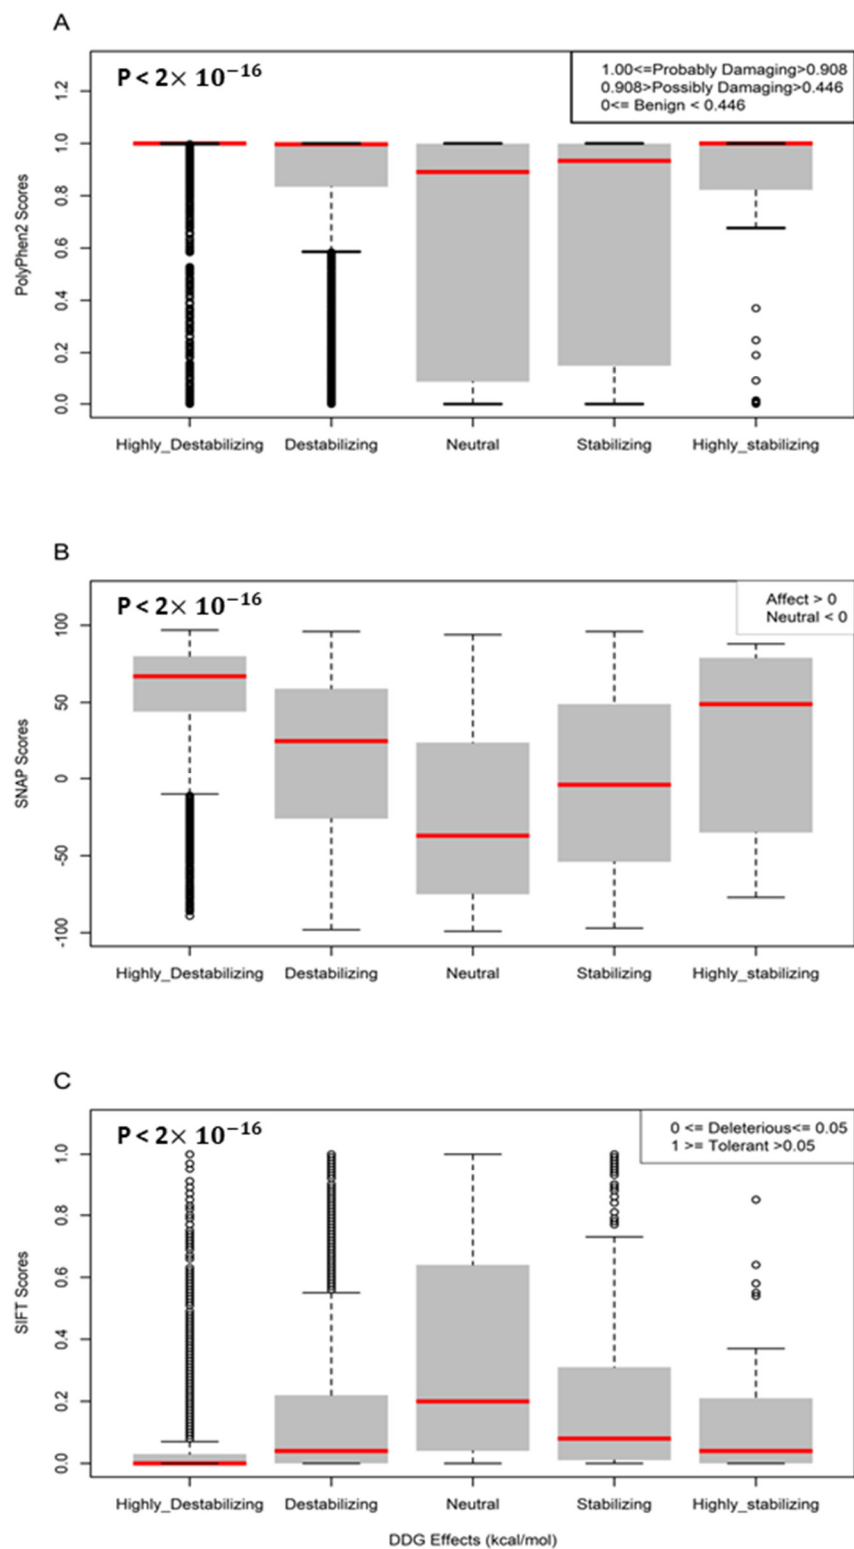 A
P < 2× 10−16
1.00<=Probably Damaging>0.908
0.908>Possibly Damaging>0.446
0<= Benign < 0.446
PolyPhen2 Scores
1.2
1.0
0.8
0.6
0.4
0.2
0.0
Highly_Destabilizing Destabilizing Neutral Stabilizing Highly_stabilizing
B
P < 2× 10−16
Affect > 0
Neutral < 0
SNAP Scores
100
50
0
-50
-100
Highly_Destabilizing Destabilizing Neutral Stabilizing Highly_stabilizing
C
P < 2× 10−16
0 <= Deleterious<= 0.05
1 >= Tolerant >0.05
SIFT Scores
1.0
0.8
0.6
0.4
0.2
0.0
Highly_Destabilizing Destabilizing Neutral Stabilizing Highly_stabilizing
DDG Effects (kcal/mol)